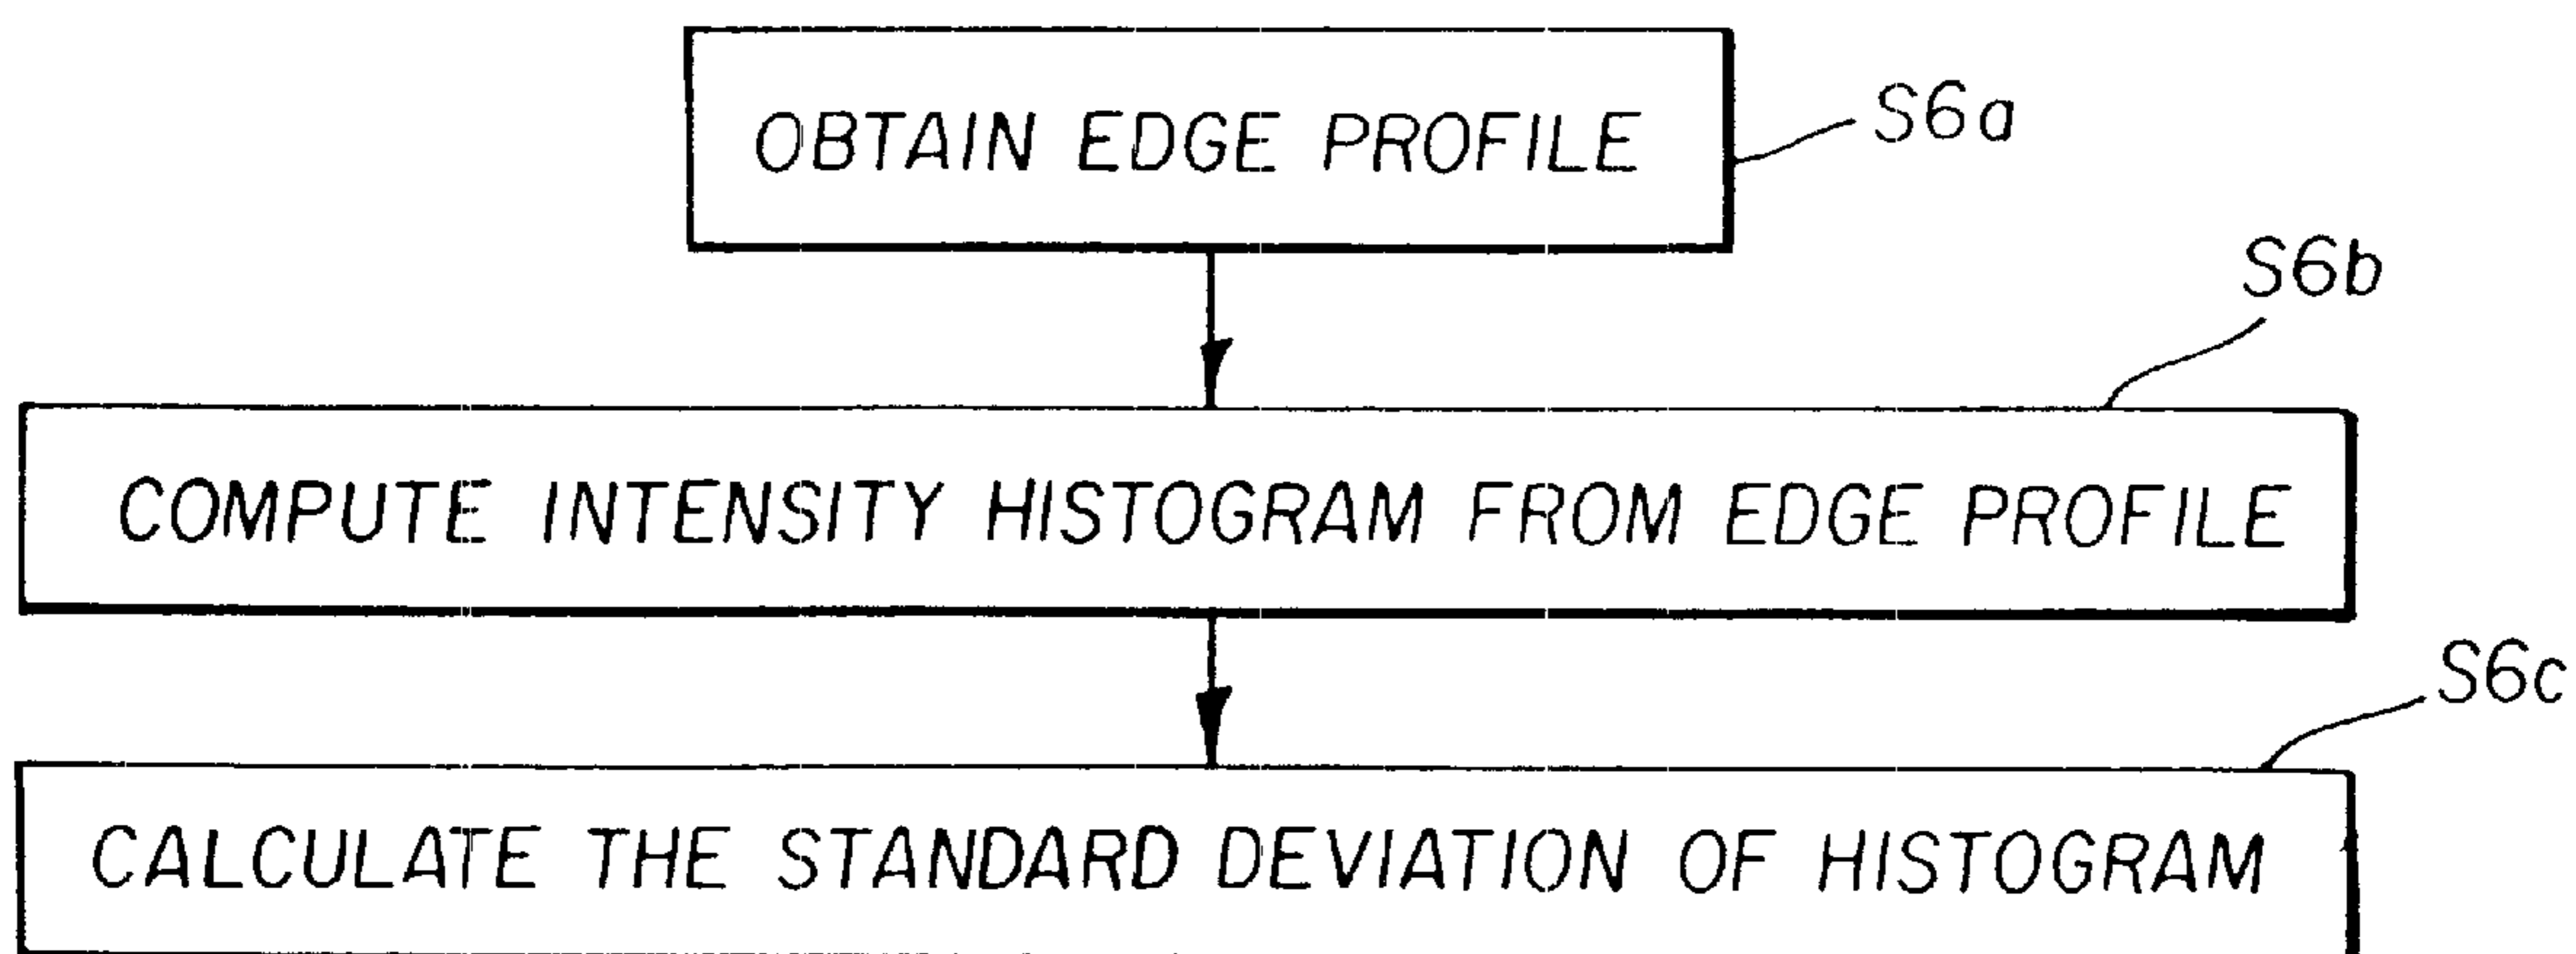 OBTAIN EDGE PROFILE
S6a
S6b
COMPUTE INTENSITY HISTOGRAM FROM EDGE PROFILE
S6c
CALCULATE THE STANDARD DEVIATION OF HISTOGRAM